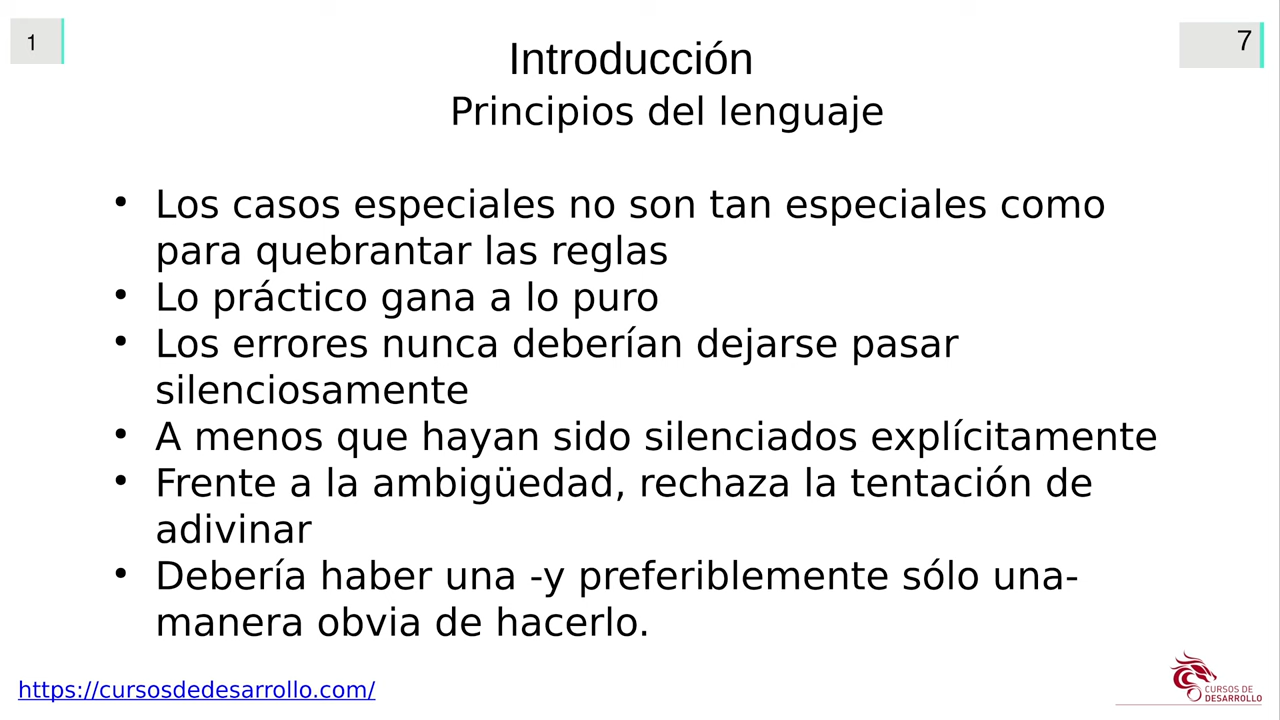 1
7
Introducción
Principios del lenguaje
• Los casos especiales no son tan especiales como
para quebrantar las reglas
• Lo práctico gana a lo puro
• Los errores nunca deberían dejarse pasar
silenciosamente
• A menos que hayan sido silenciados explícitamente
• Frente a la ambigüedad, rechaza la tentación de
adivinar
• Debería haber una -y preferiblemente sólo una-
manera obvia de hacerlo.
https://cursosdedesarrollo.com/
CURSOS DE
DESARROLLO